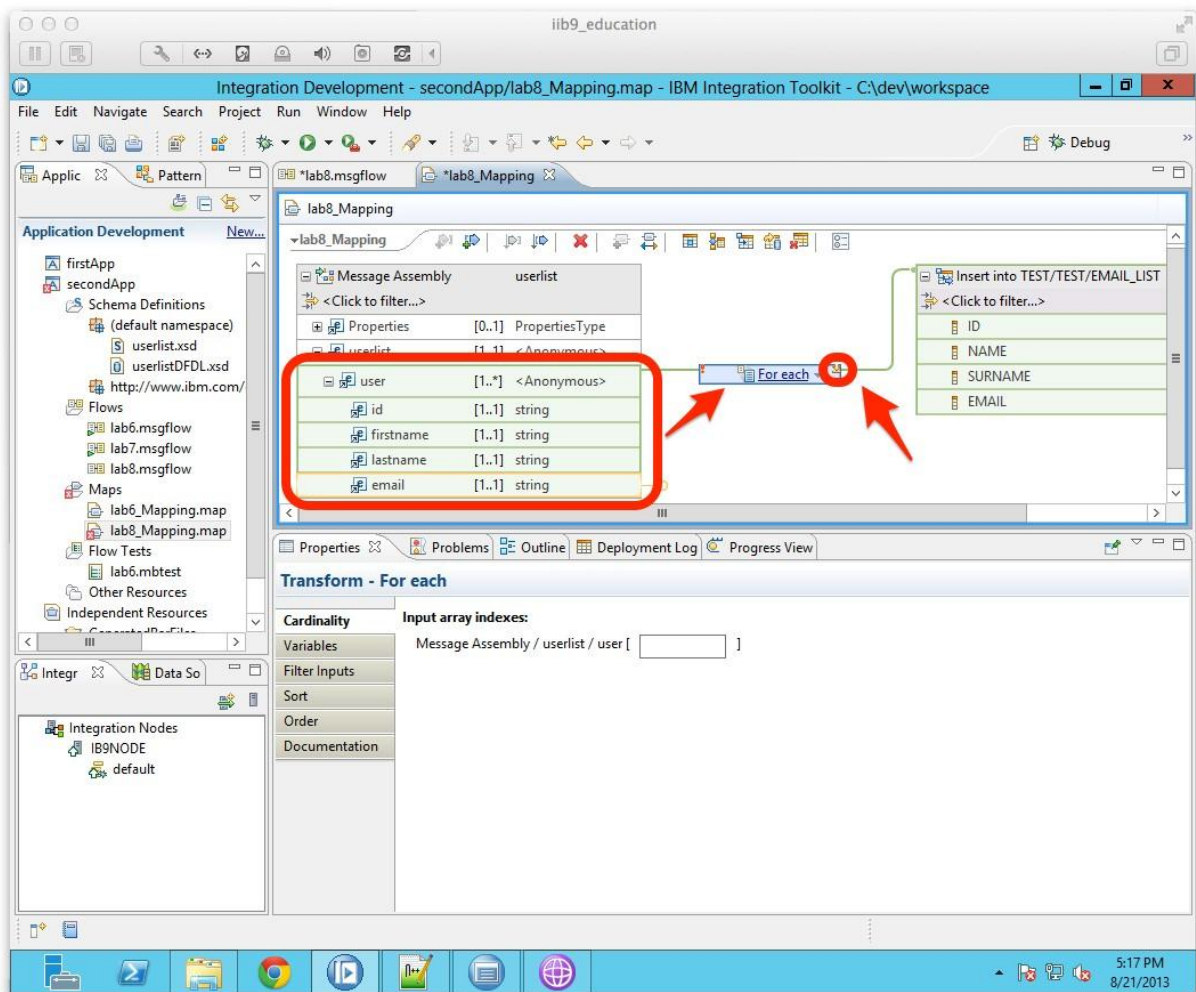 iib9_education
Integration Development - secondApp/lab8_Mapping.map - IBM Integration Toolkit - C:\dev\workspace
File Edit Navigate Search Project Run Window Help
Debug
Applic
Pattern
Application Development New...
firstApp
secondApp
Schema Definitions
(default namespace)
userlist.xsd
userlistDFDL.xsd
http://www.ibm.com/
Flows
lab6.msgflow
lab7.msgflow
lab8.msgflow
Maps
lab6_Mapping.map
lab8_Mapping.map
Flow Tests
lab6.mbtest
Other Resources
Independent Resources
GeneratedBarFiles
*lab8.msgflow
*lab8_Mapping
lab8_Mapping
lab8_Mapping
Message Assembly userlist
<Click to filter...>
Properties [0..1] PropertiesType
userlist [1..1] <Anonymous>
user [1..*] <Anonymous>
id [1..1] string
firstname [1..1] string
lastname [1..1] string
email [1..1] string
For each
Insert into TEST/TEST/EMAIL_LIST
<Click to filter...>
ID
NAME
SURNAME
EMAIL
Properties Problems Outline Deployment Log Progress View
Transform - For each
Cardinality
Variables
Filter Inputs
Sort
Order
Documentation
Input array indexes:
Message Assembly / userlist / user [ ]
Integr
Data So
Integration Nodes
IB9NODE
default
5:17 PM
8/21/2013